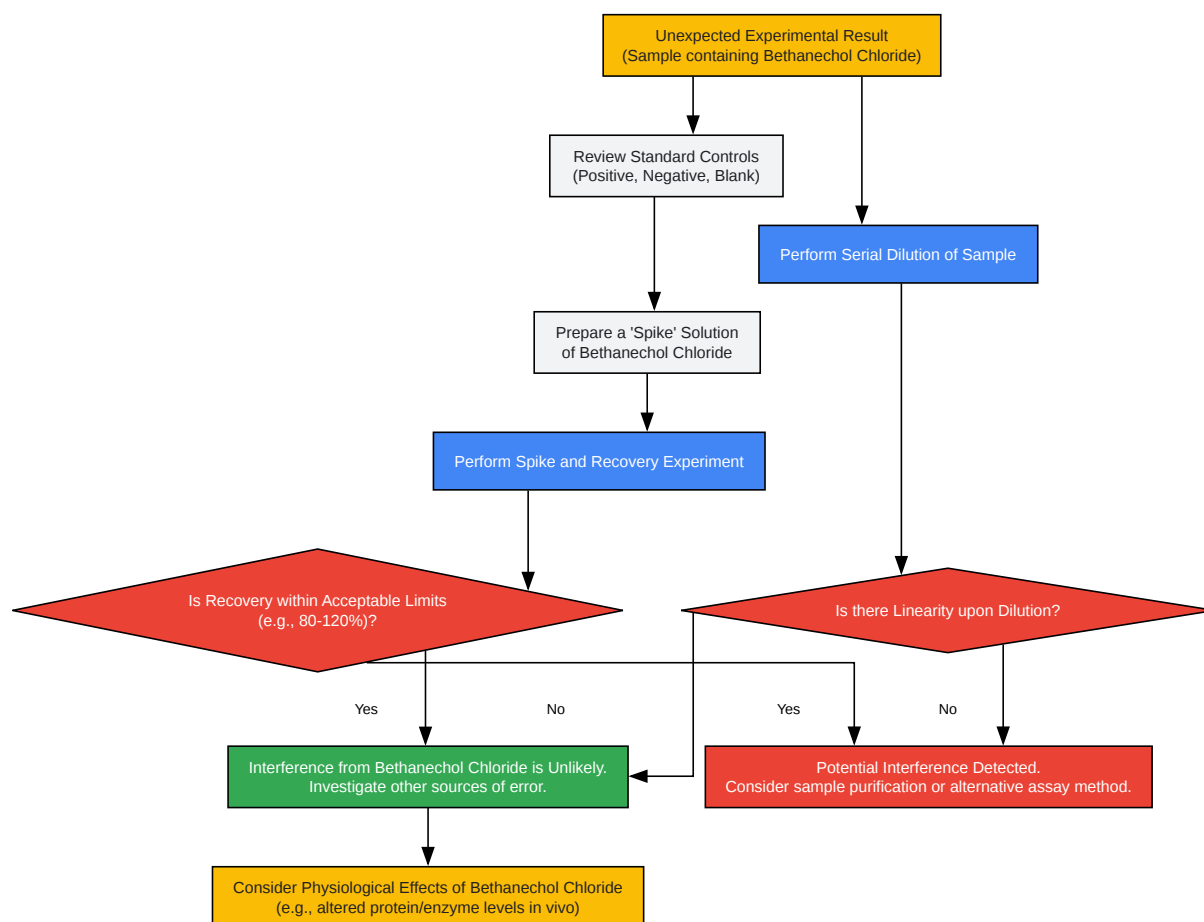 Unexpected Experimental Result
(Sample containing Bethanechol Chloride)
Review Standard Controls
(Positive, Negative, Blank)
Perform Serial Dilution of Sample
Prepare a 'Spike' Solution
of Bethanechol Chloride
Perform Spike and Recovery Experiment
Is Recovery within Acceptable Limits
(e.g., 80-120%)?
Is there Linearity upon Dilution?
Yes
No
Yes
No
Interference from Bethanechol Chloride is Unlikely.
Investigate other sources of error.
Potential Interference Detected.
Consider sample purification or alternative assay method.
Consider Physiological Effects of Bethanechol Chloride
(e.g., altered protein/enzyme levels in vivo)